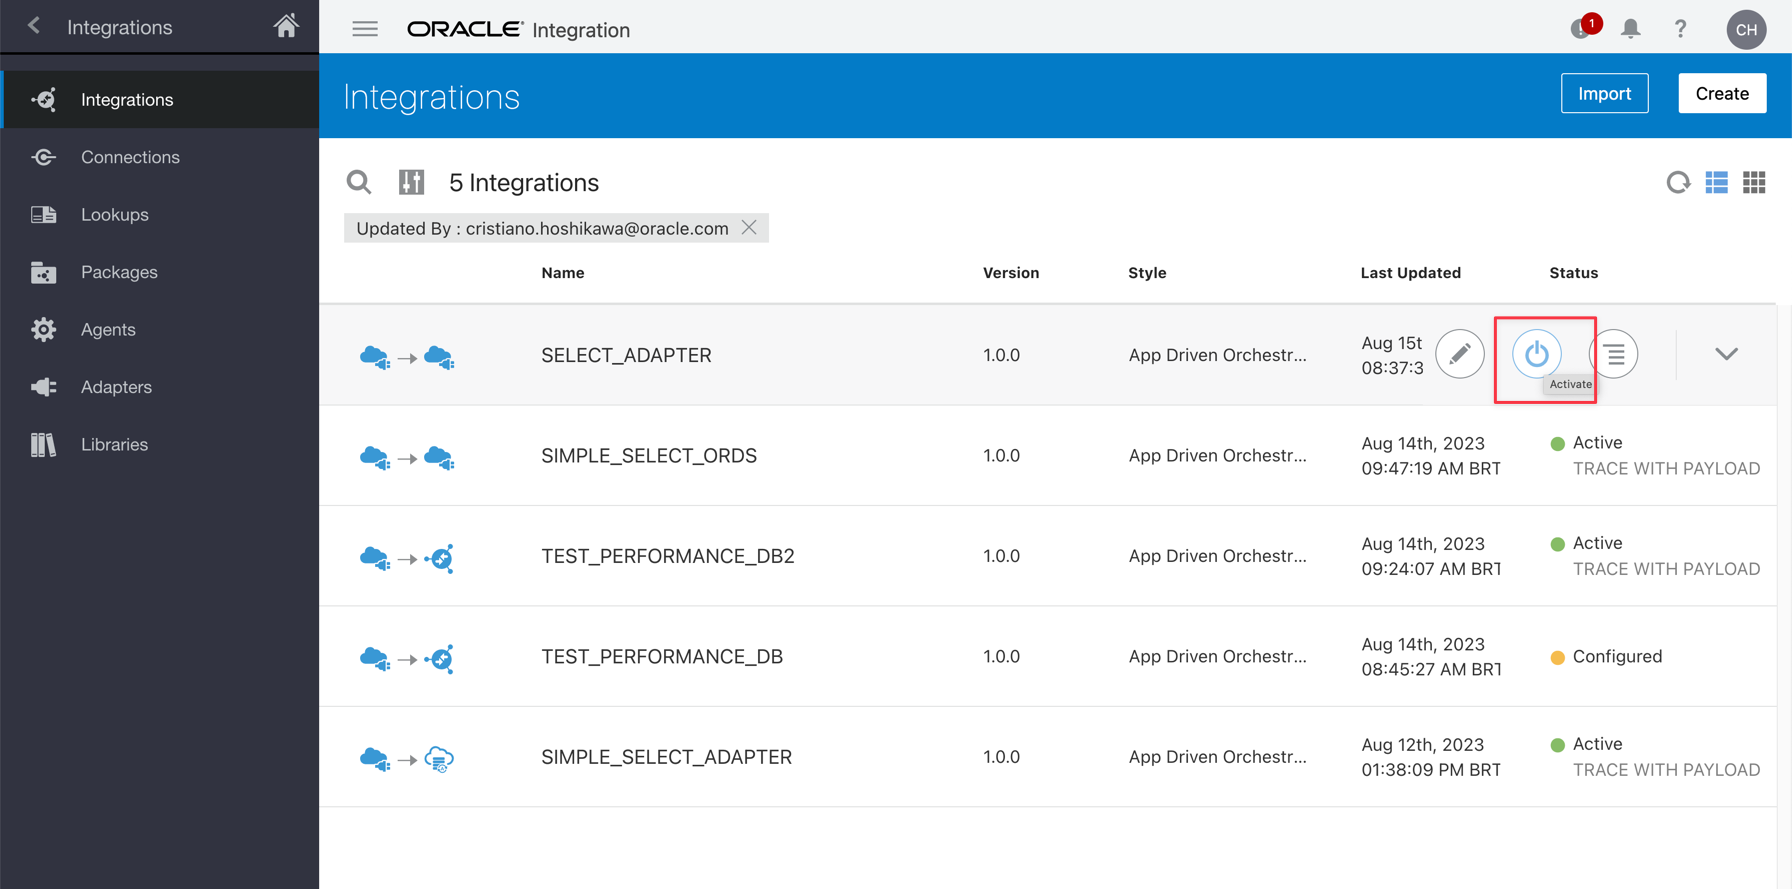 Integrations
ORACLE Integration
1
?
CH
Integrations
Connections
Lookups
Packages
Agents
Adapters
Libraries
Integrations
Import
Create
5 Integrations
Updated By : cristiano.hoshikawa@oracle.com
Name Version Style Last Updated Status
SELECT_ADAPTER 1.0.0 App Driven Orchestr... Aug 15t
08:37:3
Activate
SIMPLE_SELECT_ORDS 1.0.0 App Driven Orchestr... Aug 14th, 2023 Active
09:47:19 AM BRT TRACE WITH PAYLOAD
TEST_PERFORMANCE_DB2 1.0.0 App Driven Orchestr... Aug 14th, 2023 Active
09:24:07 AM BRT TRACE WITH PAYLOAD
TEST_PERFORMANCE_DB 1.0.0 App Driven Orchestr... Aug 14th, 2023 Configured
08:45:27 AM BRT
SIMPLE_SELECT_ADAPTER 1.0.0 App Driven Orchestr... Aug 12th, 2023 Active
01:38:09 PM BRT TRACE WITH PAYLOAD